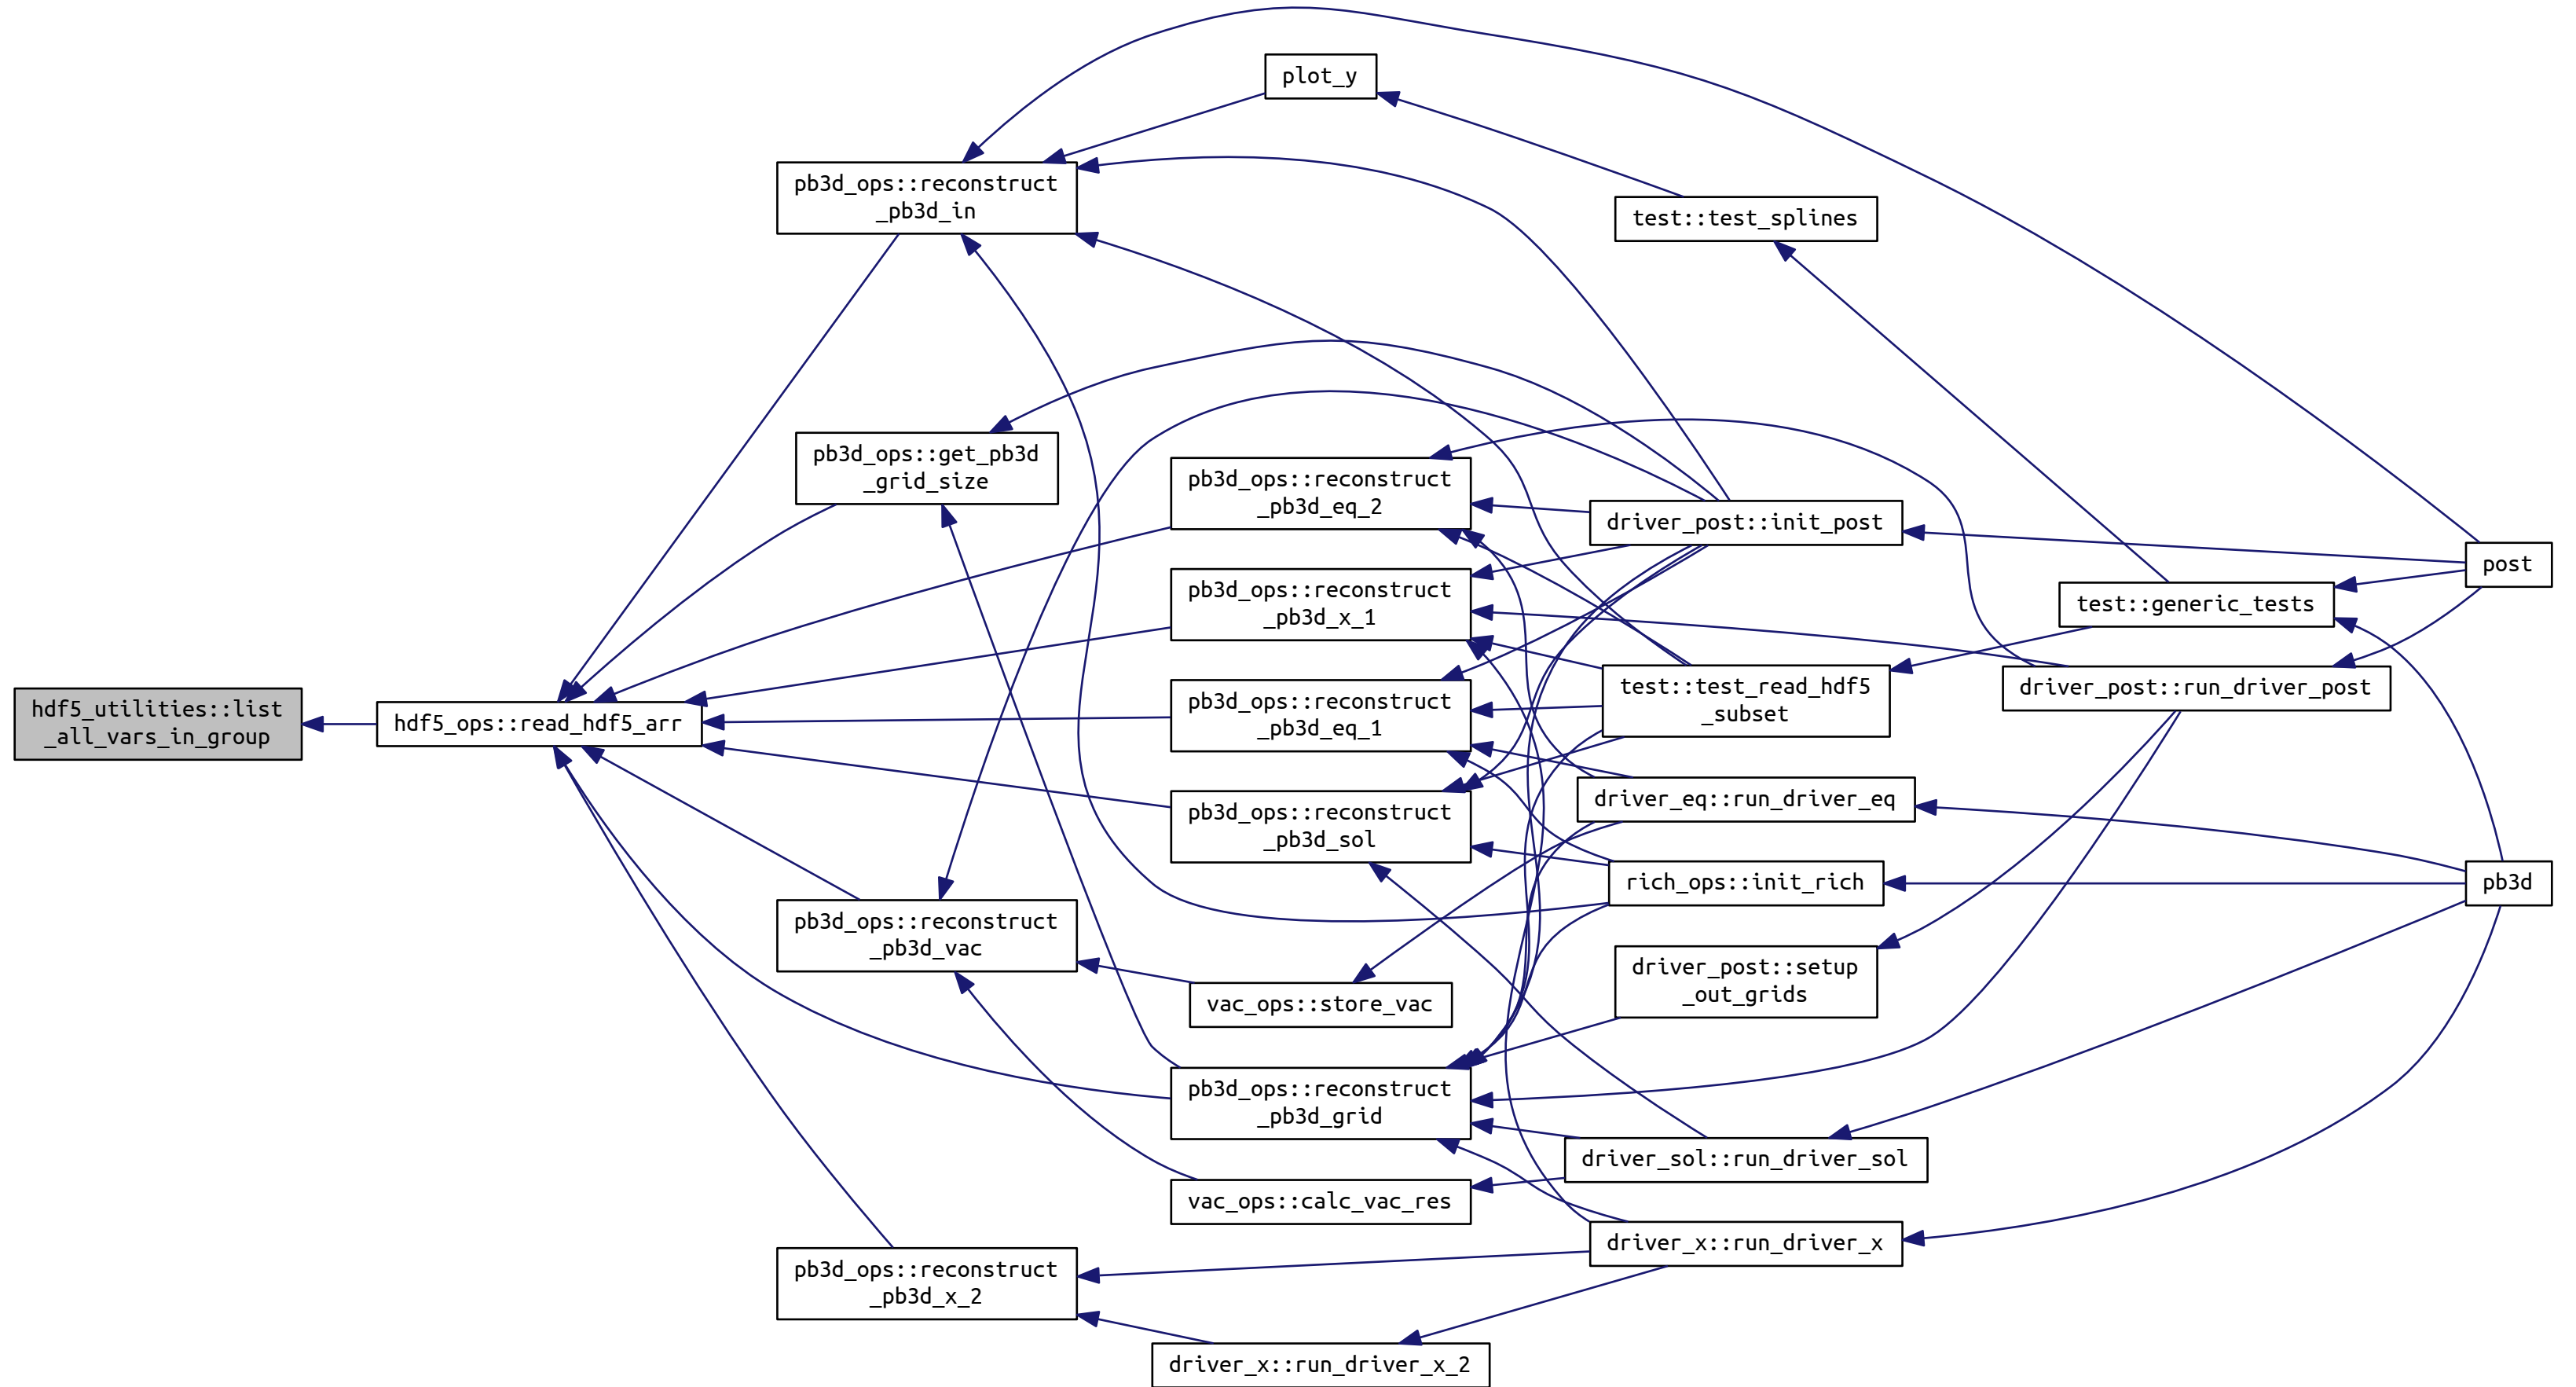 hdf5_utilities::list
_all_vars_in_group
hdf5_ops::read_hdf5_arr
pb3d_ops::reconstruct
_pb3d_in
pb3d_ops::get_pb3d
_grid_size
pb3d_ops::reconstruct
_pb3d_vac
pb3d_ops::reconstruct
_pb3d_x_2
plot_y
pb3d_ops::reconstruct
_pb3d_eq_2
pb3d_ops::reconstruct
_pb3d_x_1
pb3d_ops::reconstruct
_pb3d_eq_1
pb3d_ops::reconstruct
_pb3d_sol
vac_ops::store_vac
pb3d_ops::reconstruct
_pb3d_grid
vac_ops::calc_vac_res
driver_x::run_driver_x_2
test::test_splines
driver_post::init_post
test::test_read_hdf5
_subset
driver_eq::run_driver_eq
rich_ops::init_rich
driver_post::setup
_out_grids
driver_sol::run_driver_sol
driver_x::run_driver_x
test::generic_tests
driver_post::run_driver_post
post
pb3d